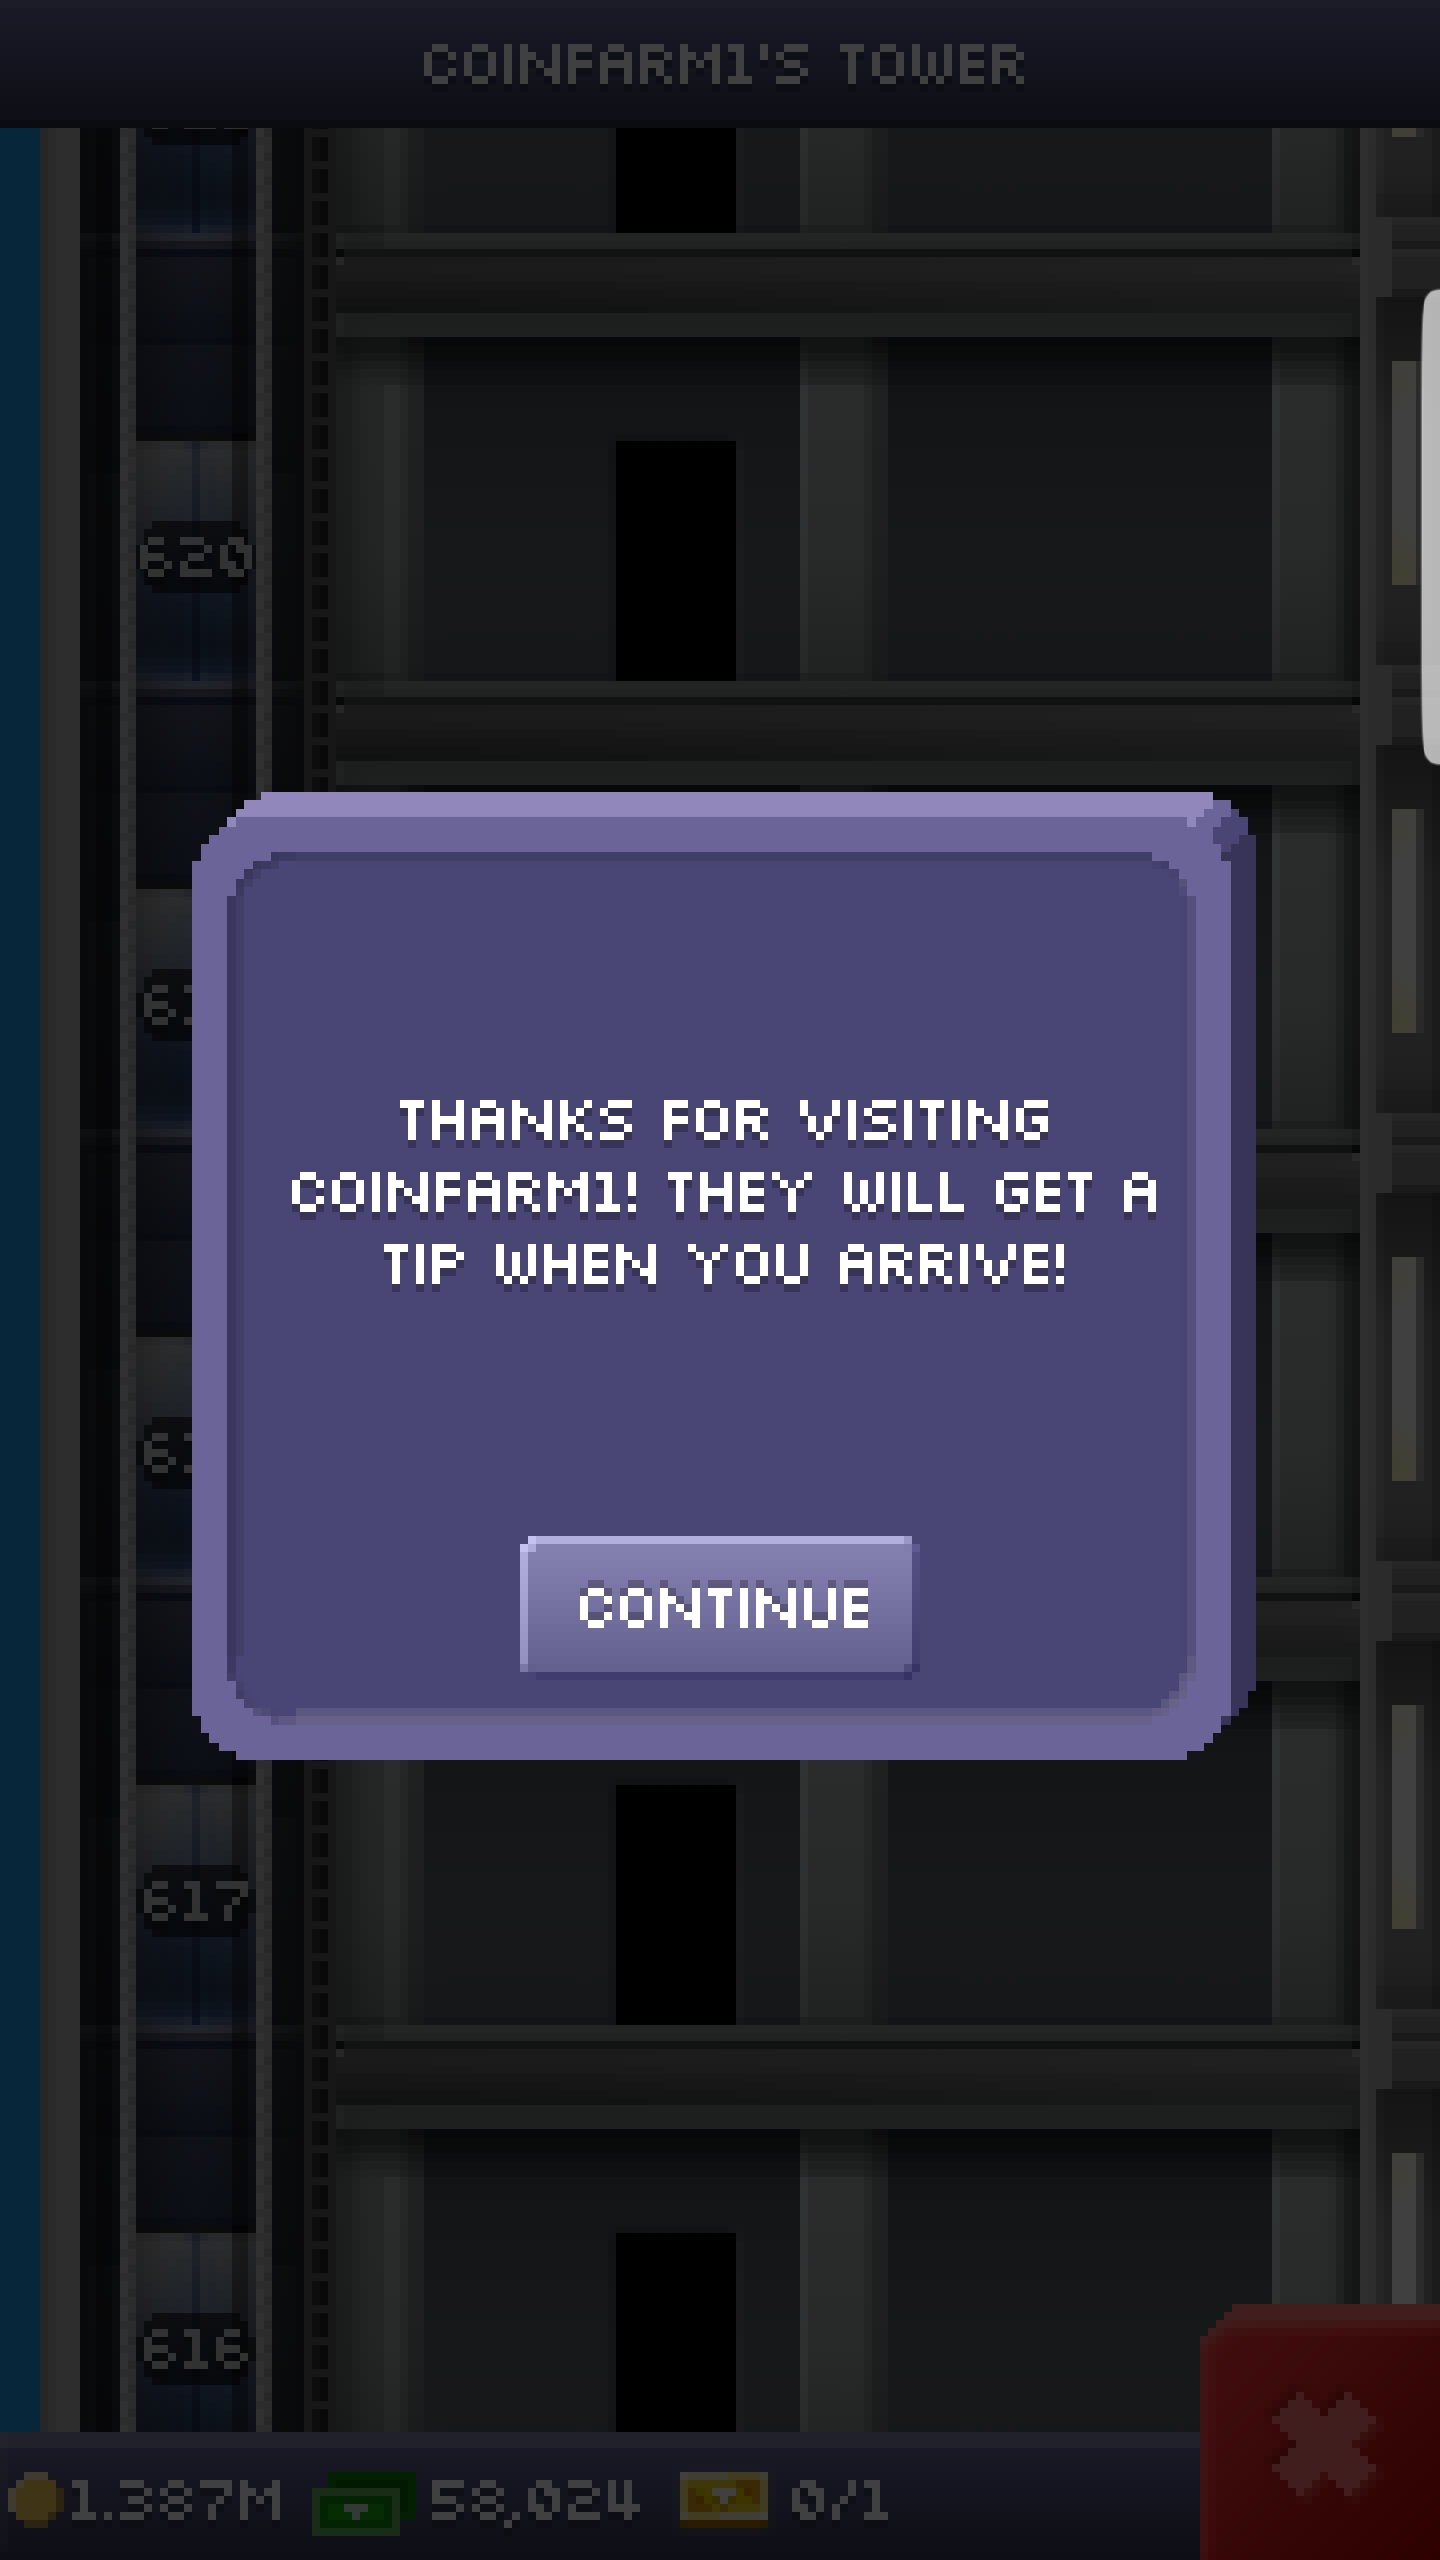 COINFARM1'S TOWER
620
THANKS FOR VISITING
COINFARM1! THEY WILL GET A
TIP WHEN YOU ARRIVE!
CONTINUE
617
616
1.387M 58,024 0/1